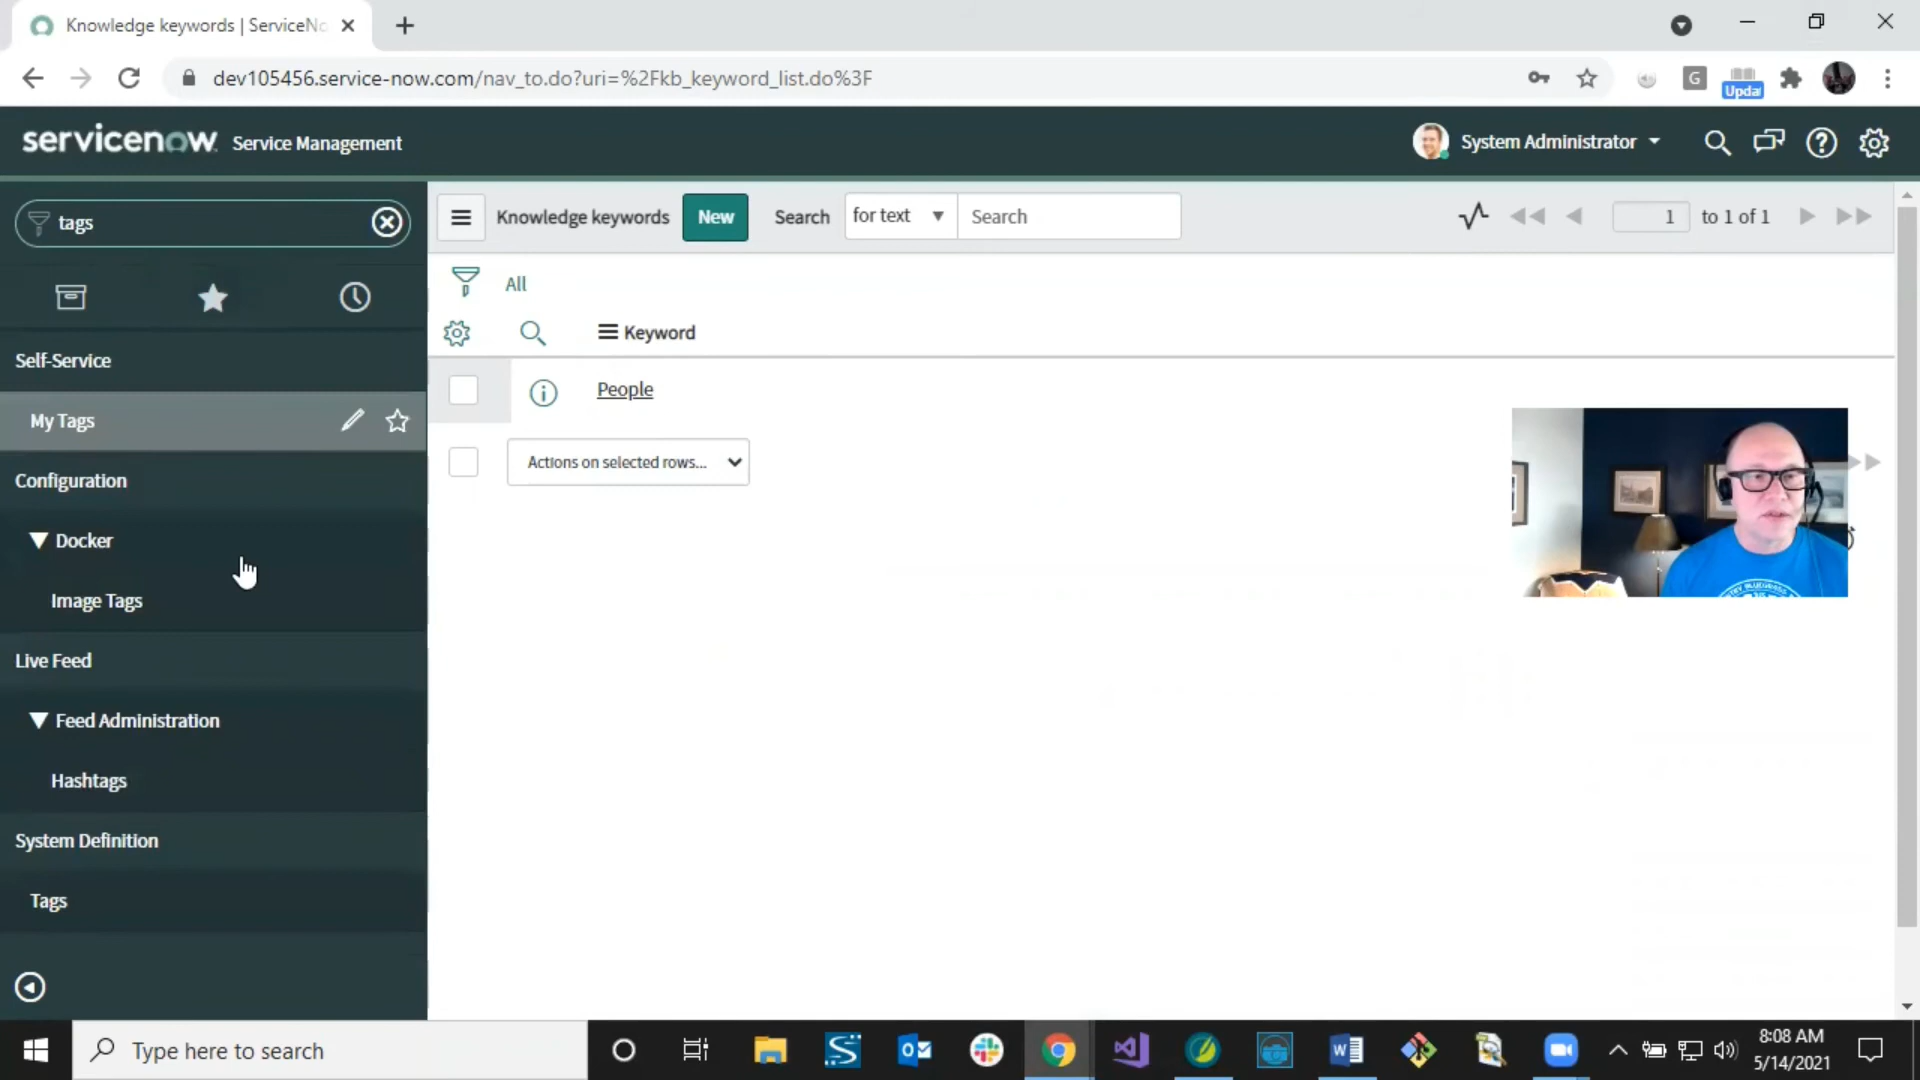 Knowledge keywords | ServiceNo
dev105456.service-now.com/nav_to.do?uri=%2Fkb_keyword_list.do%3F
G
Updat
servicenow Service Management
System Administrator
tags
Knowledge keywords
New
Search
for text
Search
1 to 1 of 1
All
Keyword
Self-Service
People
My Tags
Actions on selected rows...
Configuration
Docker
Image Tags
Live Feed
Feed Administration
Hashtags
System Definition
Tags
Type here to search
8:08 AM
5/14/2021